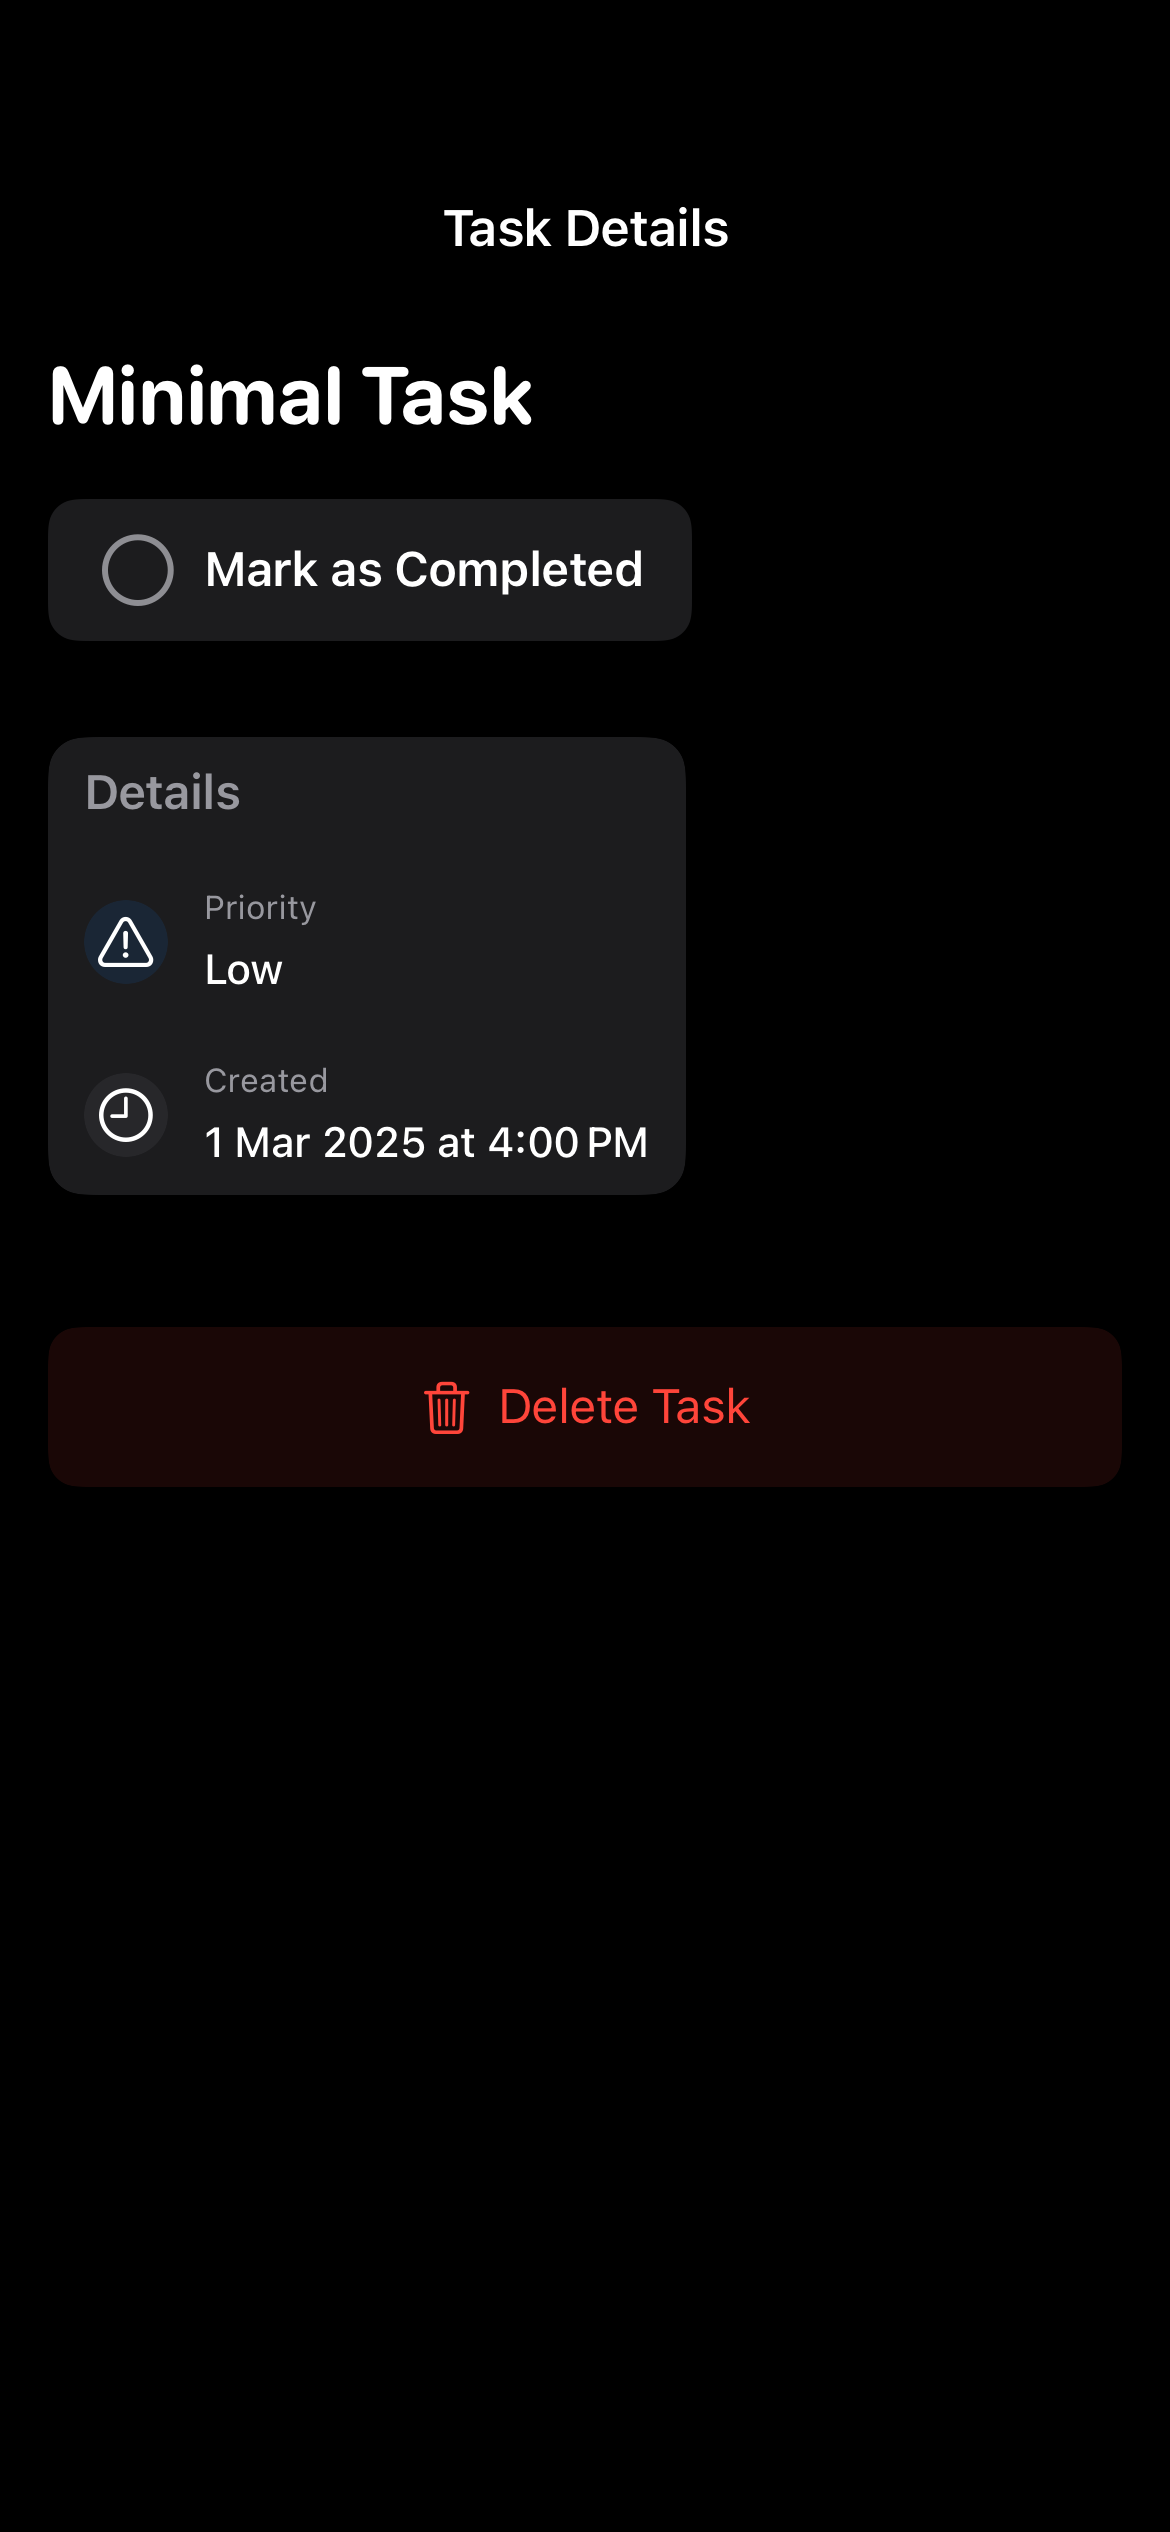 Task Details
Minimal Task
Mark as Completed
Details
Priority
Low
Created
1 Mar 2025 at 4:00 PM
Delete Task